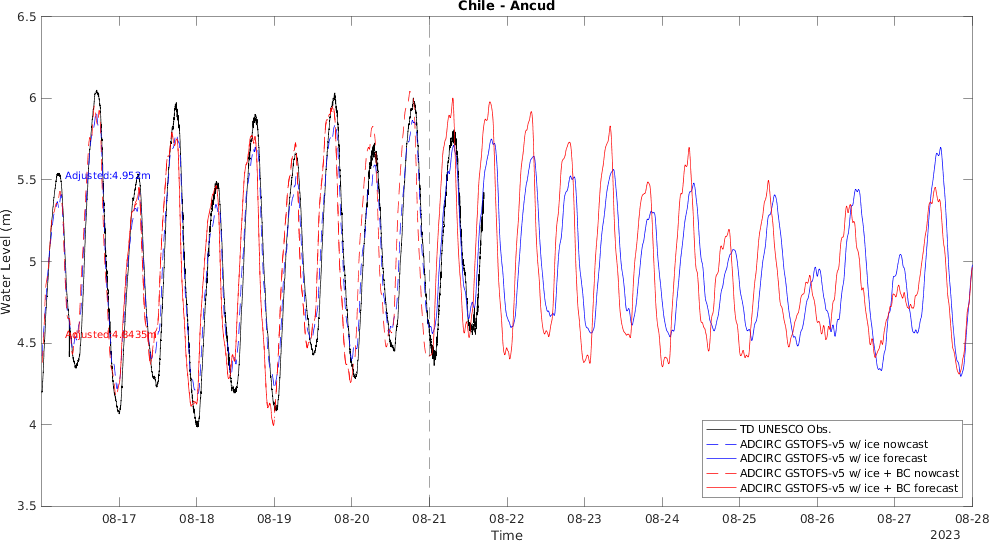 Chile - Ancud
6.5
6
5.5
5
4.5
4
3.5
Water Level (m)
Adjusted:4.952m
Adjusted:4.8435m
TD UNESCO Obs.
ADCIRC GSTOFS-v5 w/ ice nowcast
ADCIRC GSTOFS-v5 w/ ice forecast
ADCIRC GSTOFS-v5 w/ ice + BC nowcast
ADCIRC GSTOFS-v5 w/ ice + BC forecast
08-17 08-18 08-19 08-20 08-21 08-22 08-23 08-24 08-25 08-26 08-27 08-28
Time
2023